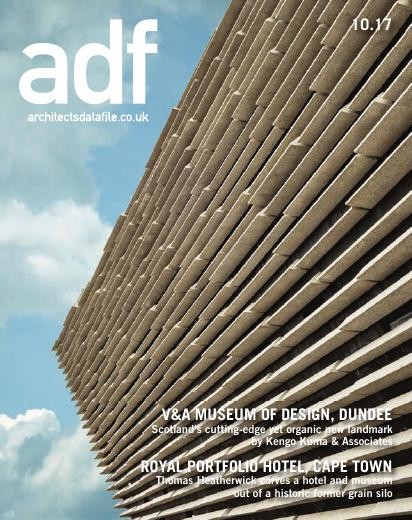 adf
10.17
architectsdatafile.co.uk
V&A MUSEUM OF DESIGN, DUNDEE
Scotland's cutting-edge yet organic new landmark
by Kengo Kuma & Associates
ROYAL PORTFOLIO HOTEL, CAPE TOWN
Thomas Heatherwick carves a hotel and museum
out of a historic former grain silo